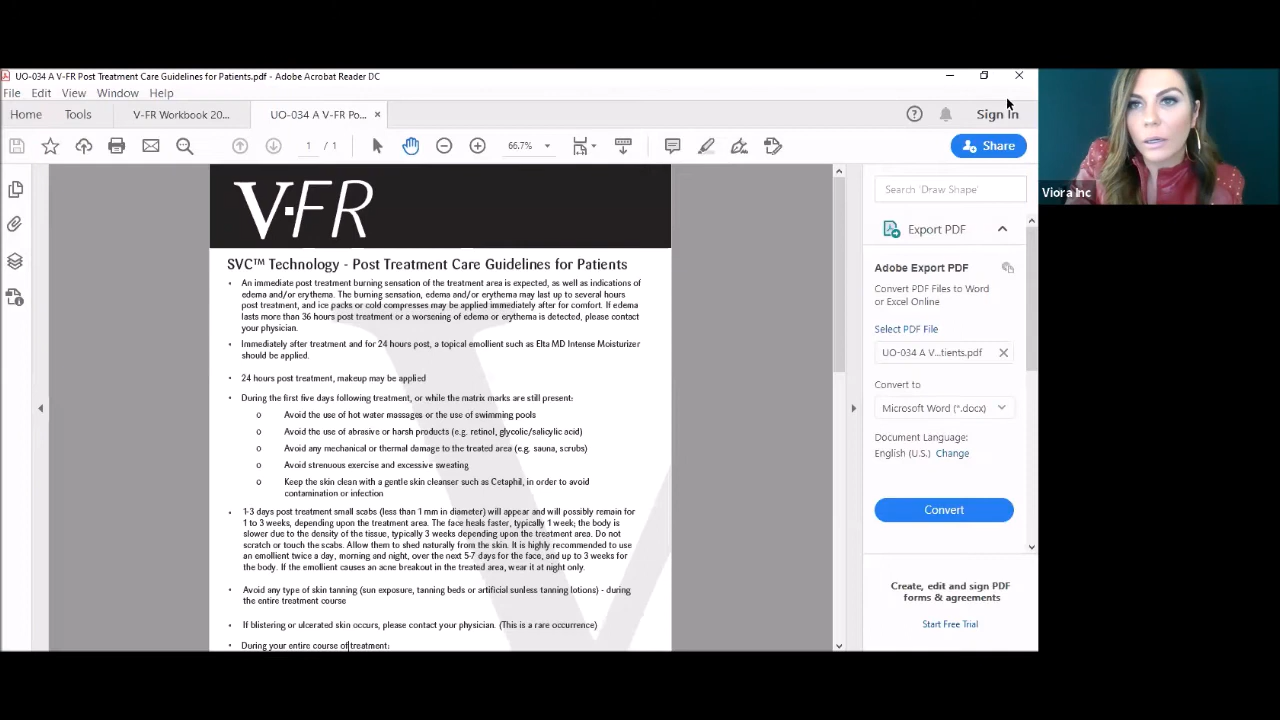 UO-034 A V-FR Post Treatment Care Guidelines for Patients.pdf - Adobe Acrobat Reader DC
File Edit View Window Help
Home Tools V-FR Workbook 20... UO-034 A V-FR Po... × Sign In
1 / 1 66.7% Share
Viora Inc
V·FR
SVC™ Technology - Post Treatment Care Guidelines for Patients
• An immediate post treatment burning sensation of the treatment area is expected, as well as indications of
edema and/or erythema. The burning sensation, edema and/or erythema may last up to several hours
post treatment, and ice packs or cold compresses may be applied immediately after for comfort. If edema
lasts more than 36 hours post treatment or a worsening of edema or erythema is detected, please contact
your physician.
• Immediately after treatment and for 24 hours post, a topical emollient such as Elta MD Intense Moisturizer
should be applied.
• 24 hours post treatment, makeup may be applied
• During the first five days following treatment, or while the matrix marks are still present:
o Avoid the use of hot water massages or the use of swimming pools
o Avoid the use of abrasive or harsh products (e.g. retinol, glycolic/salicylic acid)
o Avoid any mechanical or thermal damage to the treated area (e.g. sauna, scrubs)
o Avoid strenuous exercise and excessive sweating
o Keep the skin clean with a gentle skin cleanser such as Cetaphil, in order to avoid
contamination or infection
• 1-3 days post treatment small scabs (less than 1 mm in diameter) will appear and will possibly remain for
1 to 3 weeks, depending upon the treatment area. The face heals faster, typically 1 week; the body is
slower due to the density of the tissue, typically 3 weeks depending upon the treatment area. Do not
scratch or touch the scabs. Allow them to shed naturally from the skin. It is highly recommended to use
an emollient twice a day, morning and night, over the next 5-7 days for the face, and up to 3 weeks for
the body. If the emollient causes an acne breakout in the treated area, wear it at night only.
• Avoid any type of skin tanning (sun exposure, tanning beds or artificial sunless tanning lotions) - during
the entire treatment course
• If blistering or ulcerated skin occurs, please contact your physician. (This is a rare occurrence)
• During your entire course of treatment:
Search 'Draw Shape'
Export PDF
Adobe Export PDF
Convert PDF Files to Word
or Excel Online
Select PDF File
UO-034 A V...tients.pdf ×
Convert to
Microsoft Word (*.docx)
Document Language:
English (U.S.) Change
Convert
Create, edit and sign PDF
forms & agreements
Start Free Trial